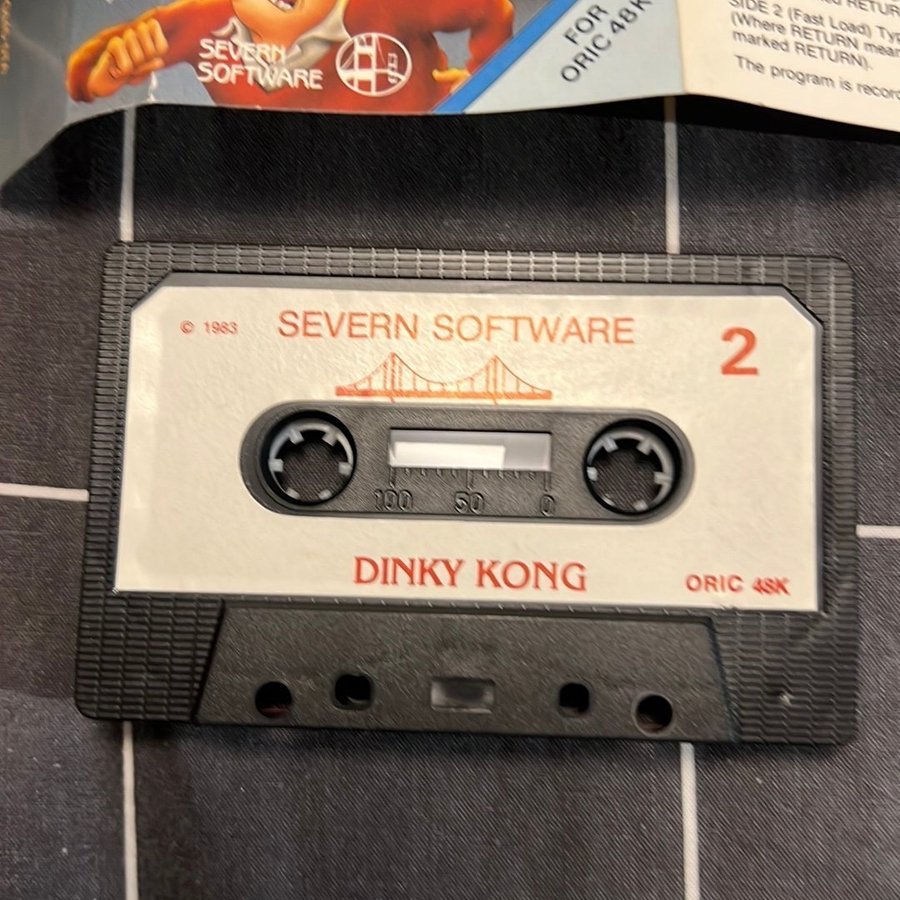 SEVERN
SOFTWARE
FOR
ORIC 48K
SIDE 2 (Fast Load)
(Where RETURN
marked RETURN).
The program is
© 1983
SEVERN SOFTWARE
2
100 50 0
DINKY KONG
ORIC 48K